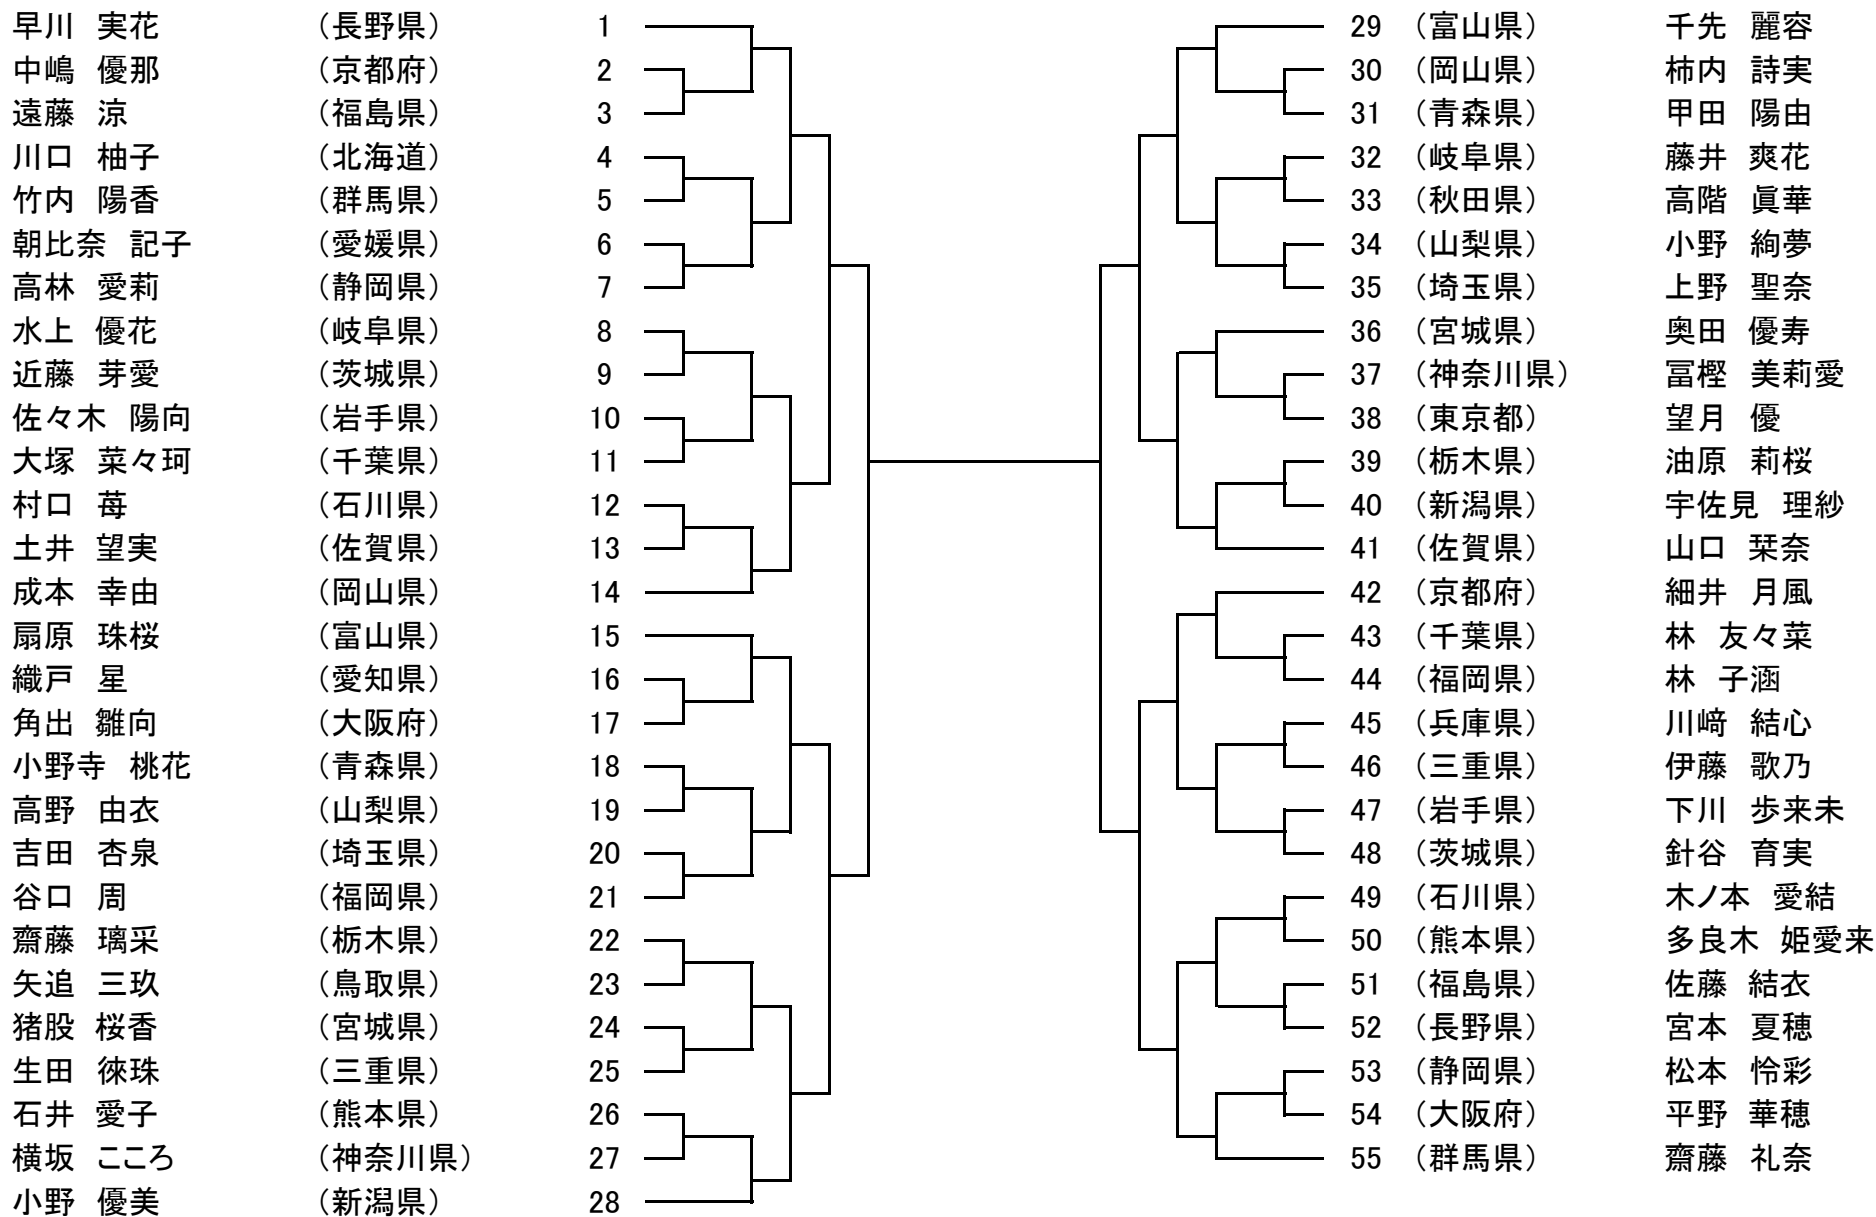 早川 実花 （長野県） 1
中嶋 優那 （京都府） 2
遠藤 涼 （福島県） 3
川口 柚子 （北海道） 4
竹内 陽香 （群馬県） 5
朝比奈 記子 （愛媛県） 6
高林 愛莉 （静岡県） 7
水上 優花 （岐阜県） 8
近藤 芽愛 （茨城県） 9
佐々木 陽向 （岩手県） 10
大塚 菜々珂 （千葉県） 11
村口 苺 （石川県） 12
土井 望実 （佐賀県） 13
成本 幸由 （岡山県） 14
扇原 珠桜 （富山県） 15
織戸 星 （愛知県） 16
角出 雛向 （大阪府） 17
小野寺 桃花 （青森県） 18
高野 由衣 （山梨県） 19
吉田 杏泉 （埼玉県） 20
谷口 周 （福岡県） 21
齋藤 璃采 （栃木県） 22
矢追 三玖 （鳥取県） 23
猪股 桜香 （宮城県） 24
生田 徠珠 （三重県） 25
石井 愛子 （熊本県） 26
横坂 こころ （神奈川県） 27
小野 優美 （新潟県） 28
29 （富山県） 千先 麗容
30 （岡山県） 柿内 詩実
31 （青森県） 甲田 陽由
32 （岐阜県） 藤井 爽花
33 （秋田県） 高階 眞華
34 （山梨県） 小野 絢夢
35 （埼玉県） 上野 聖奈
36 （宮城県） 奥田 優寿
37 （神奈川県） 冨樫 美莉愛
38 （東京都） 望月 優
39 （栃木県） 油原 莉桜
40 （新潟県） 宇佐見 理紗
41 （佐賀県） 山口 栞奈
42 （京都府） 細井 月風
43 （千葉県） 林 友々菜
44 （福岡県） 林 子涵
45 （兵庫県） 川﨑 結心
46 （三重県） 伊藤 歌乃
47 （岩手県） 下川 歩来未
48 （茨城県） 針谷 育実
49 （石川県） 木ノ本 愛結
50 （熊本県） 多良木 姫愛来
51 （福島県） 佐藤 結衣
52 （長野県） 宮本 夏穂
53 （静岡県） 松本 怜彩
54 （大阪府） 平野 華穂
55 （群馬県） 齋藤 礼奈